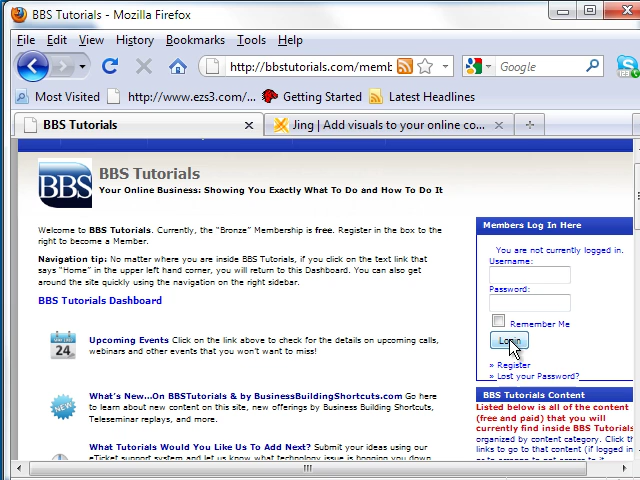 BBS Tutorials - Mozilla Firefox
File Edit View History Bookmarks Tools Help
http://bbstutorials.com/memb
Google
Most Visited http://www.ezs3.com/... Getting Started Latest Headlines
BBS Tutorials
Jing | Add visuals to your online co...
BBS
BBS Tutorials
Your Online Business: Showing You Exactly What To Do and How To Do It
Welcome to BBS Tutorials. Currently, the "Bronze" Membership is free. Register in the box to the
right to become a Member.
Navigation tip: No matter where you are inside BBS Tutorials, if you click on the text link that
says "Home" in the upper left hand corner, you will return to this Dashboard. You can also get
around the site quickly using the navigation on the right sidebar.
BBS Tutorials Dashboard
24
Upcoming Events Click on the link above to check for the details on upcoming calls,
webinars and other events that you won't want to miss!
NEW
What's New...On BBSTutorials & by BusinessBuildingShortcuts.com Go here
to learn about new content on this site, new offerings by Business Building Shortcuts,
Teleseminar replays, and more.
What Tutorials Would You Like Us To Add Next? Submit your ideas using our
eTicket support system and let us know what technology issue is bogging you down
Members Log In Here
You are not currently logged in.
Username:
Password:
Remember Me
Login
» Register
» Lost your Password?
BBS Tutorials Content
Listed below is all of the content
(free and paid) that you will
currently find inside BBS Tutorials
organized by content category. Click th
links to go to that content (if logged in